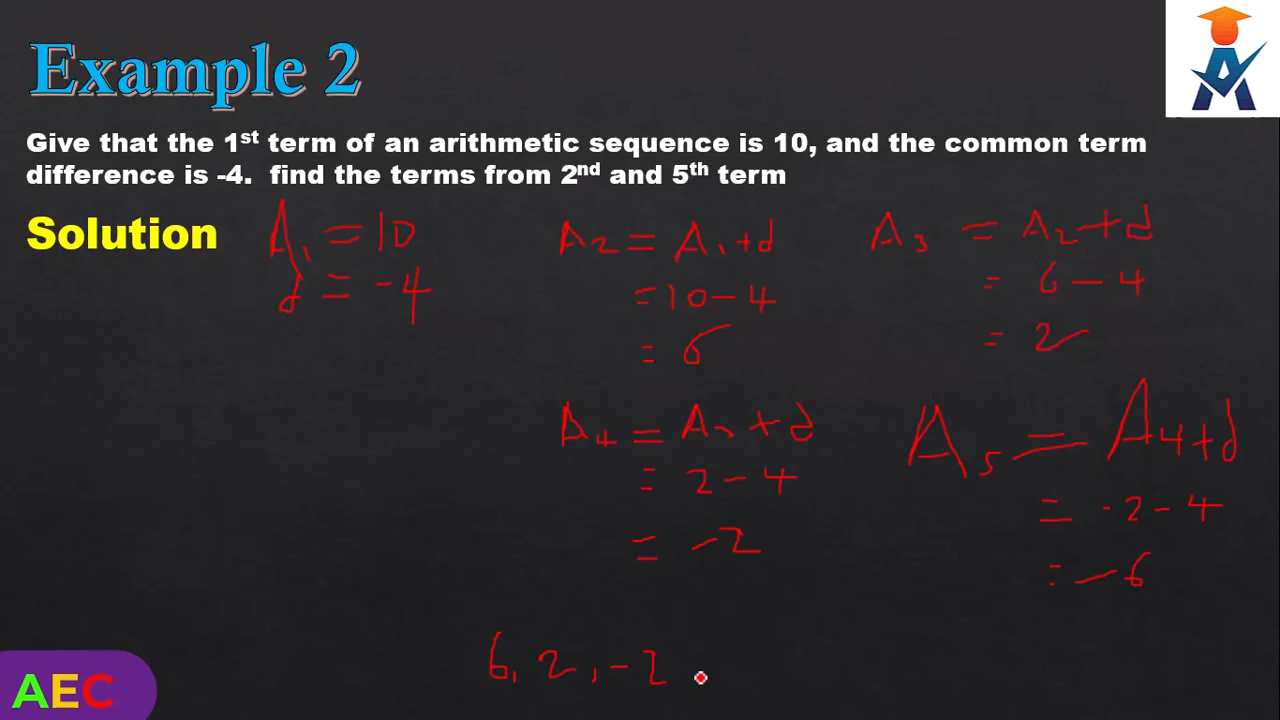 Example 2
Give that the 1st term of an arithmetic sequence is 10, and the common term
difference is -4. find the terms from 2nd and 5th term
Solution
A1 = 10
d = -4
A2 = A1+d
= 10-4
= 6
A3 = A2+d
= 6-4
= 2
A4 = A3+d
= 2-4
= -2
A5 = A4+d
= -2-4
= -6
6, 2, -2
AEC